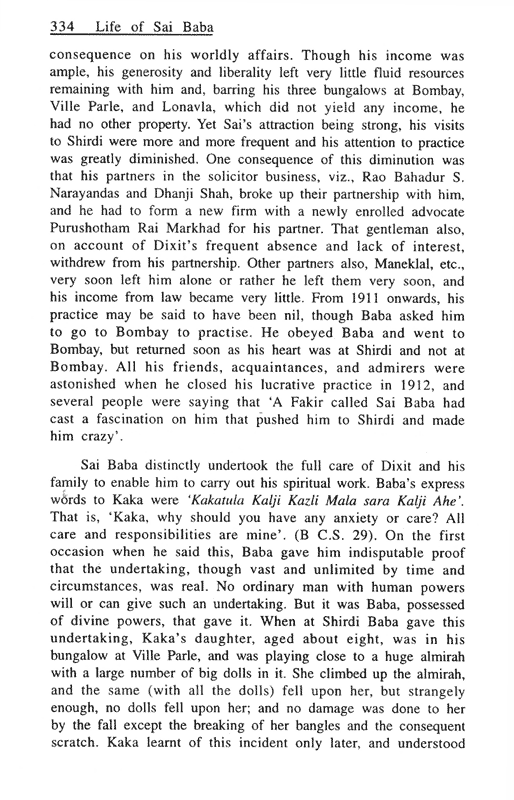 334 Life of Sai Baba
consequence on his worldly affairs. Though his income was
ample, his generosity and liberality left very little fluid resources
remaining with him and, barring his three bungalows at Bombay,
Ville Parle, and Lonavla, which did not yield any income, he
had no other property. Yet Sai's attraction being strong, his visits
to Shirdi were more and more frequent and his attention to practice
was greatly diminished. One consequence of this diminution was
that his partners in the solicitor business, viz., Rao Bahadur S.
Narayandas and Dhanji Shah, broke up their partnership with him,
and he had to form a new firm with a newly enrolled advocate
Purushotham Rai Markhad for his partner. That gentleman also,
on account of Dixit's frequent absence and lack of interest,
withdrew from his partnership. Other partners also, Maneklal, etc.,
very soon left him alone or rather he left them very soon, and
his income from law became very little. From 1911 onwards, his
practice may be said to have been nil, though Baba asked him
to go to Bombay to practise. He obeyed Baba and went to
Bombay, but returned soon as his heart was at Shirdi and not at
Bombay. All his friends, acquaintances, and admirers were
astonished when he closed his lucrative practice in 1912, and
several people were saying that 'A Fakir called Sai Baba had
cast a fascination on him that pushed him to Shirdi and made
him crazy'.
Sai Baba distinctly undertook the full care of Dixit and his
family to enable him to carry out his spiritual work. Baba's express
words to Kaka were 'Kakatula Kalji Kazli Mala sara Kalji Ahe'.
That is, 'Kaka, why should you have any anxiety or care? All
care and responsibilities are mine'. (B C.S. 29). On the first
occasion when he said this, Baba gave him indisputable proof
that the undertaking, though vast and unlimited by time and
circumstances, was real. No ordinary man with human powers
will or can give such an undertaking. But it was Baba, possessed
of divine powers, that gave it. When at Shirdi Baba gave this
undertaking, Kaka's daughter, aged about eight, was in his
bungalow at Ville Parle, and was playing close to a huge almirah
with a large number of big dolls in it. She climbed up the almirah,
and the same (with all the dolls) fell upon her, but strangely
enough, no dolls fell upon her; and no damage was done to her
by the fall except the breaking of her bangles and the consequent
scratch. Kaka learnt of this incident only later, and understood